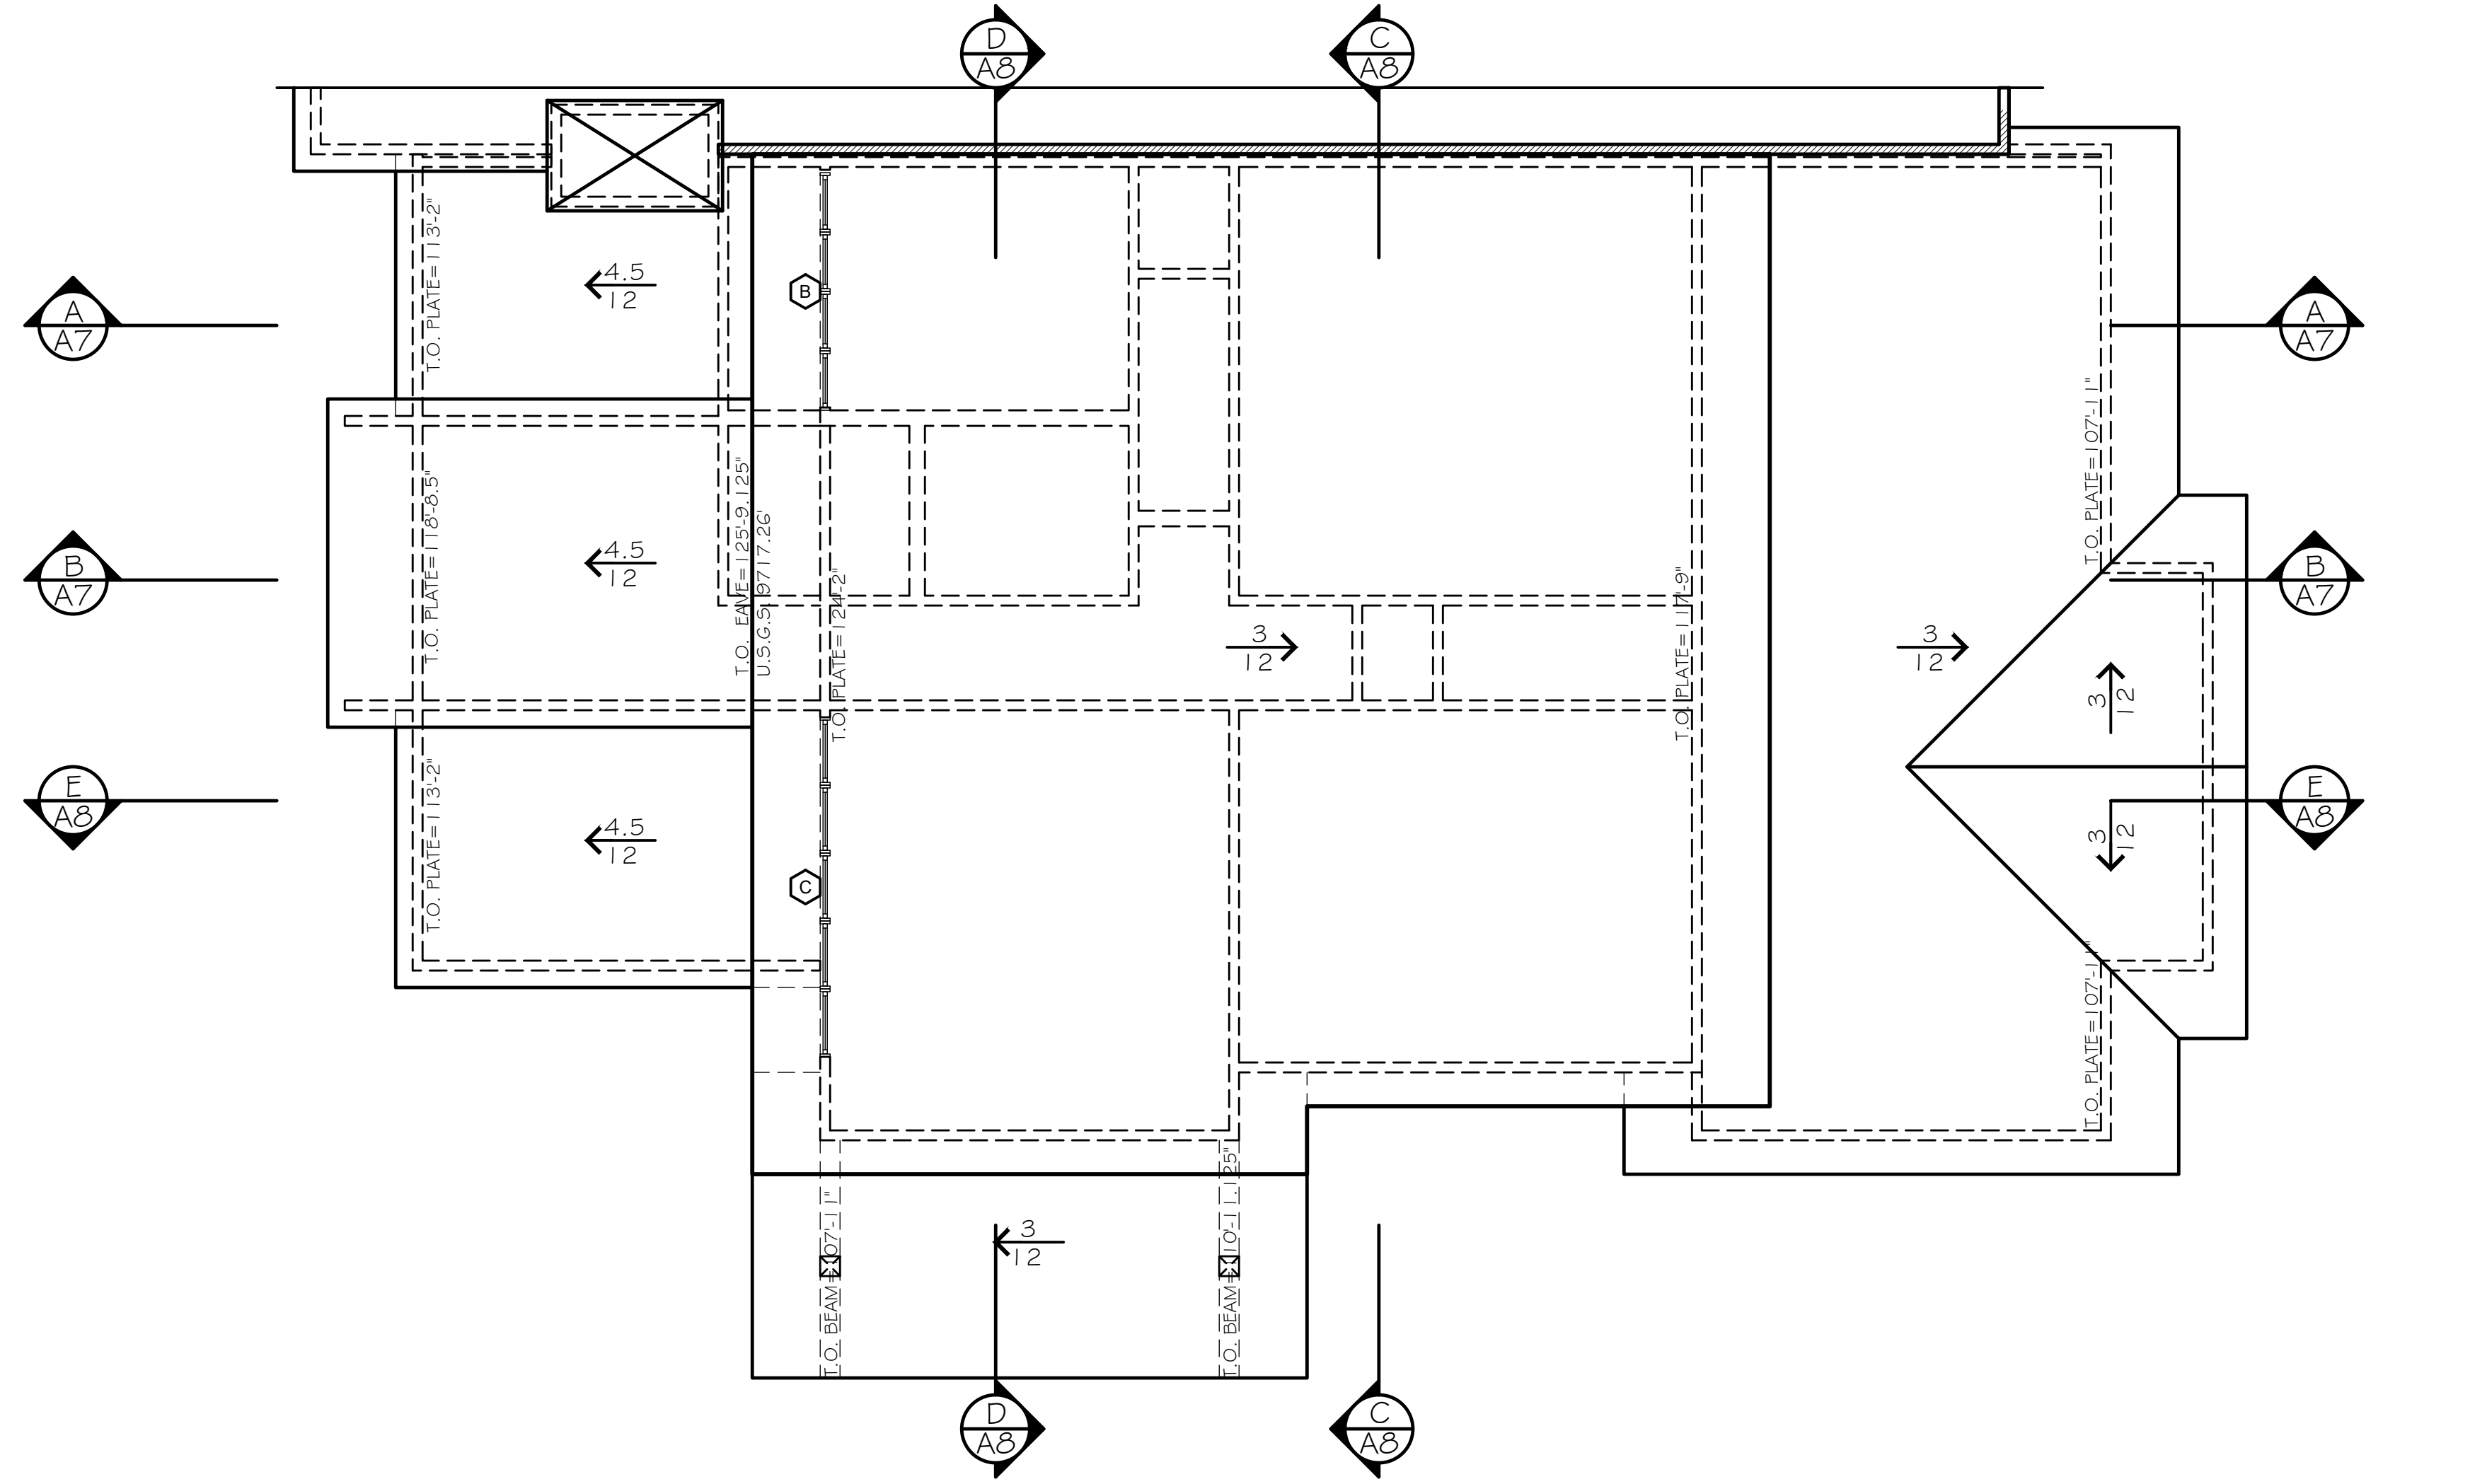 D
A8
C
A8
T.O. PLATE=113'-2"
4.5
12
B
A
A7
A
A7
T.O. PLATE=107'-11"
T.O. PLATE=118'-8.5"
T.O. EAVE=125'-9.125"
U.S.G.S. 9717.26'
4.5
12
B
A7
B
A7
T.O. PLATE=124'-2"
T.O. PLATE=117'-9"
3
12
3
12
3
12
E
A8
T.O. PLATE=113'-2"
4.5
12
C
3
12
E
A8
T.O. PLATE=107'-11"
T.O. BEAM=107'-11"
3
12
T.O. BEAM=110'-11.125"
D
A8
C
A8